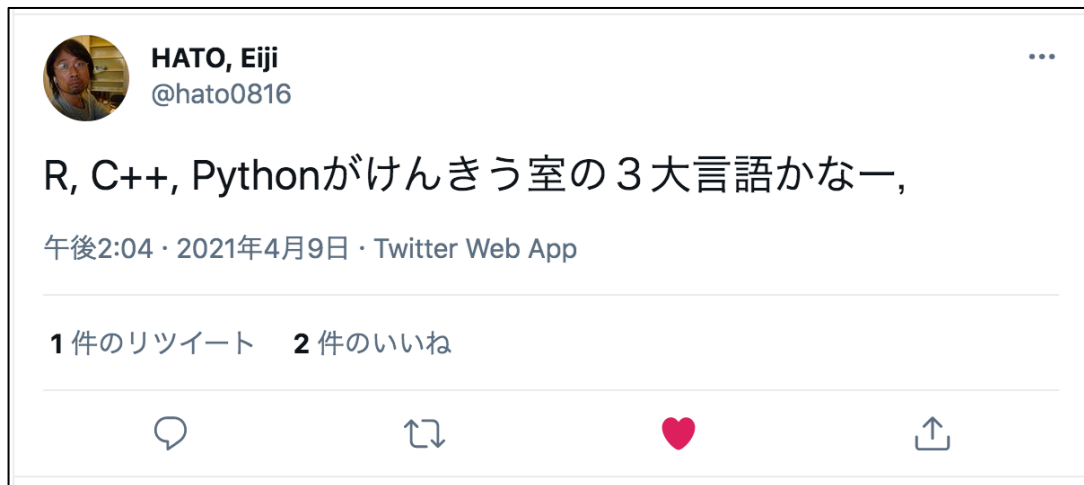 HATO, Eiji
@hato0816
R, C++, Pythonがけんきう室の３大言語かなー,
午後2:04 · 2021年4月9日 · Twitter Web App
1 件のリツイート 2 件のいいね